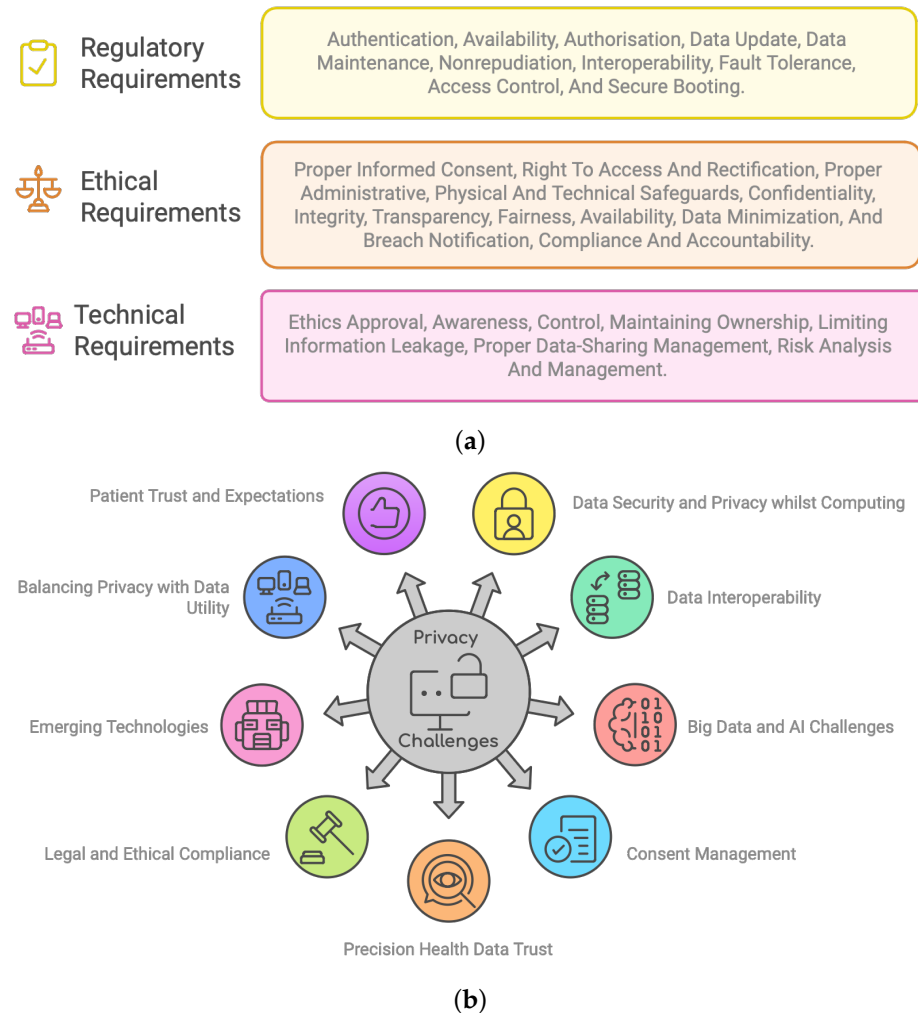 Regulatory
Requirements
Authentication, Availability, Authorisation, Data Update, Data
Maintenance, Nonrepudiation, Interoperability, Fault Tolerance,
Access Control, And Secure Booting.
Ethical
Requirements
Proper Informed Consent, Right To Access And Rectification, Proper
Administrative, Physical And Technical Safeguards, Confidentiality,
Integrity, Transparency, Fairness, Availability, Data Minimization, And
Breach Notification, Compliance And Accountability.
Technical
Requirements
Ethics Approval, Awareness, Control, Maintaining Ownership, Limiting
Information Leakage, Proper Data-Sharing Management, Risk Analysis
And Management.
(a)
Patient Trust and Expectations
Data Security and Privacy whilst Computing
Balancing Privacy with Data
Utility
Data Interoperability
Privacy
Challenges
Emerging Technologies
Big Data and AI Challenges
01
10
01
01
Legal and Ethical Compliance
Consent Management
Precision Health Data Trust
(b)